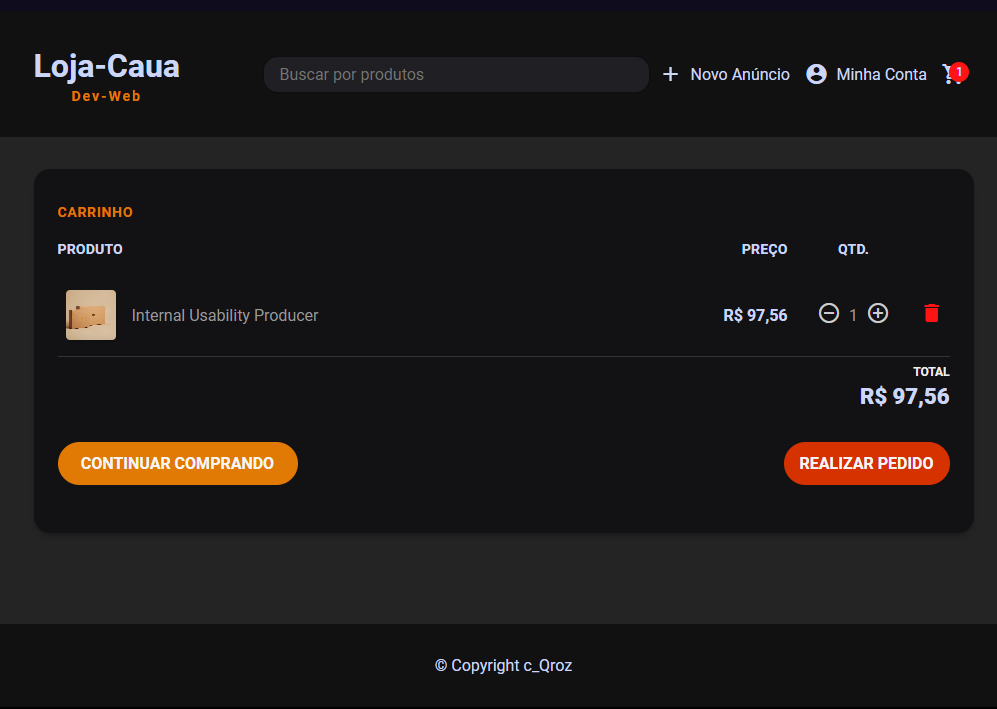 Loja-Caua
Dev-Web
Buscar por produtos
Novo Anúncio
Minha Conta
1
CARRINHO
PRODUTO PREÇO QTD.
Internal Usability Producer R$ 97,56 1
TOTAL
R$ 97,56
CONTINUAR COMPRANDO REALIZAR PEDIDO
© Copyright c_Qroz